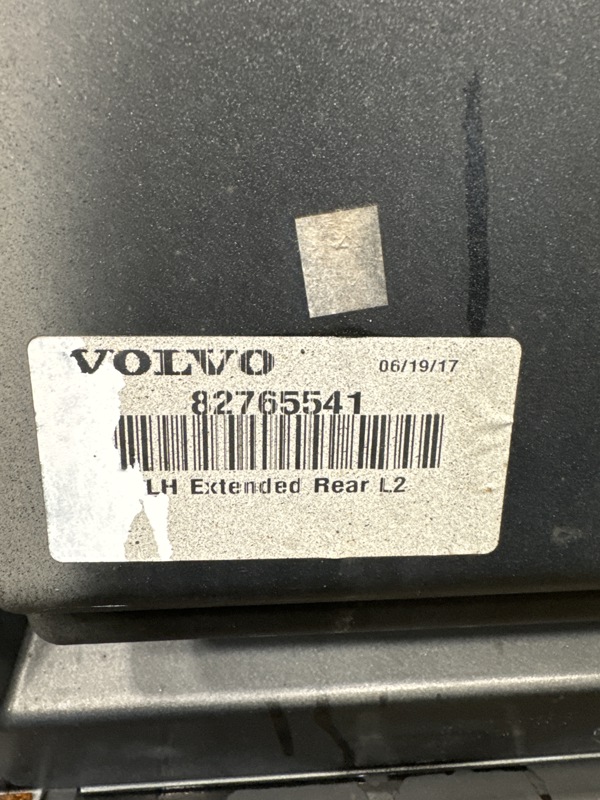 VOLVO 06/19/17
82765541
LH Extended Rear L2